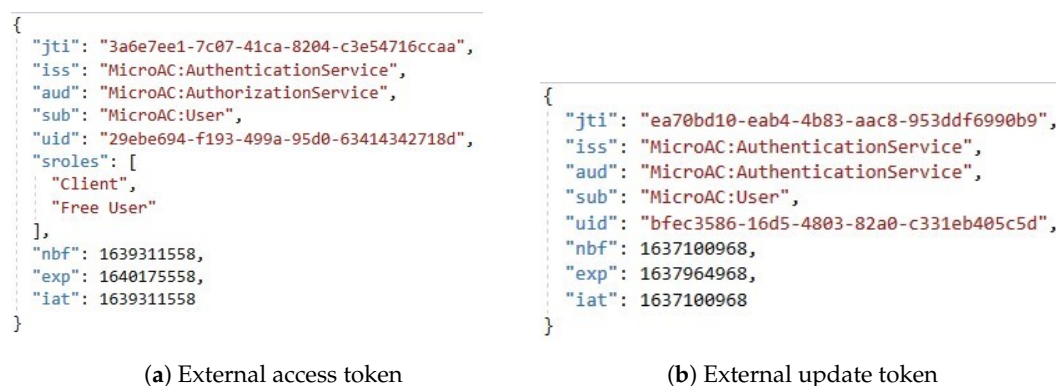 {
"jti": "3a6e7ee1-7c07-41ca-8204-c3e54716ccaa",
"iss": "MicroAC:AuthenticationService",
"aud": "MicroAC:AuthorizationService",
"sub": "MicroAC:User",
"uid": "29ebe694-f193-499a-95d0-63414342718d",
"sroles": [
"Client",
"Free User"
],
"nbf": 1639311558,
"exp": 1640175558,
"iat": 1639311558
}
(a) External access token
{
"jti": "ea70bd10-eab4-4b83-aac8-953ddf6990b9",
"iss": "MicroAC:AuthenticationService",
"aud": "MicroAC:AuthenticationService",
"sub": "MicroAC:User",
"uid": "bfec3586-16d5-4803-82a0-c331eb405c5d",
"nbf": 1637100968,
"exp": 1637964968,
"iat": 1637100968
}
(b) External update token